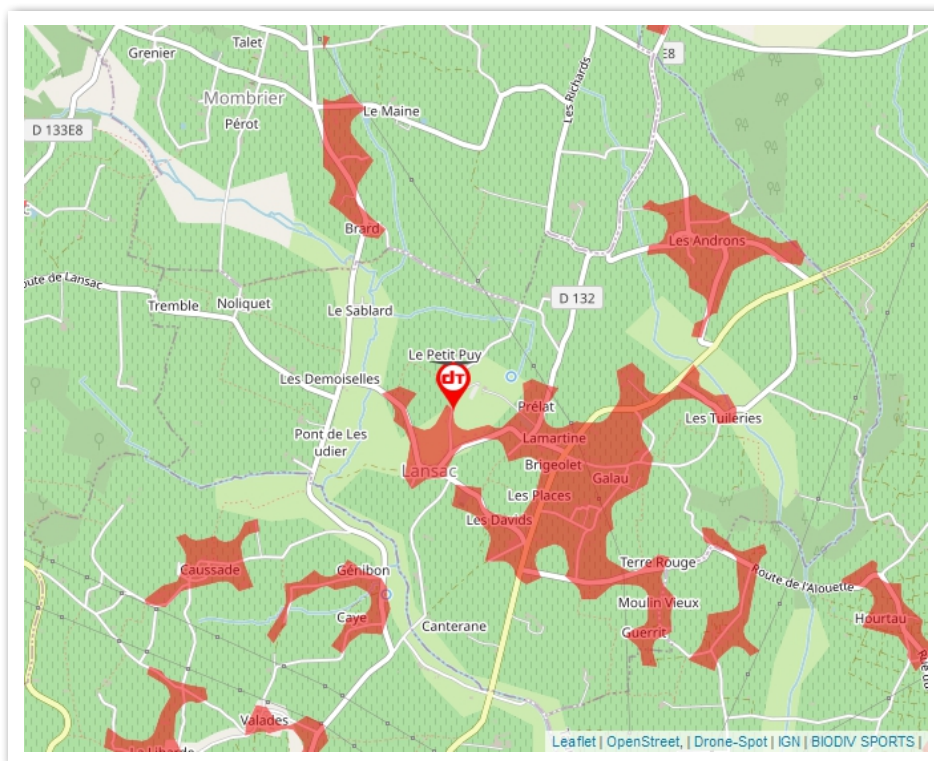 Talet
Grenier
E8
Les Richards
Mombrier
Le Maine
Pérot
D 133E8
Brard
Les Androns
oute de Lansac
D 132
Tremble
Noliquet
Le Sablard
Le Petit Puy
Les Demoiselles
DT
Prélat
Les Tuileries
Pont de Les
udier
Lamartine
Lansac
Brigeolet
Galau
Les Places
Les Davids
Caussade
Génibon
Terre Rouge
Route de l'Alouette
Moulin Vieux
Caye
Canterane
Guerrit
Hourtau
Valades
La Libarde
Leaflet | OpenStreet, | Drone-Spot | IGN | BIODIV SPORTS |